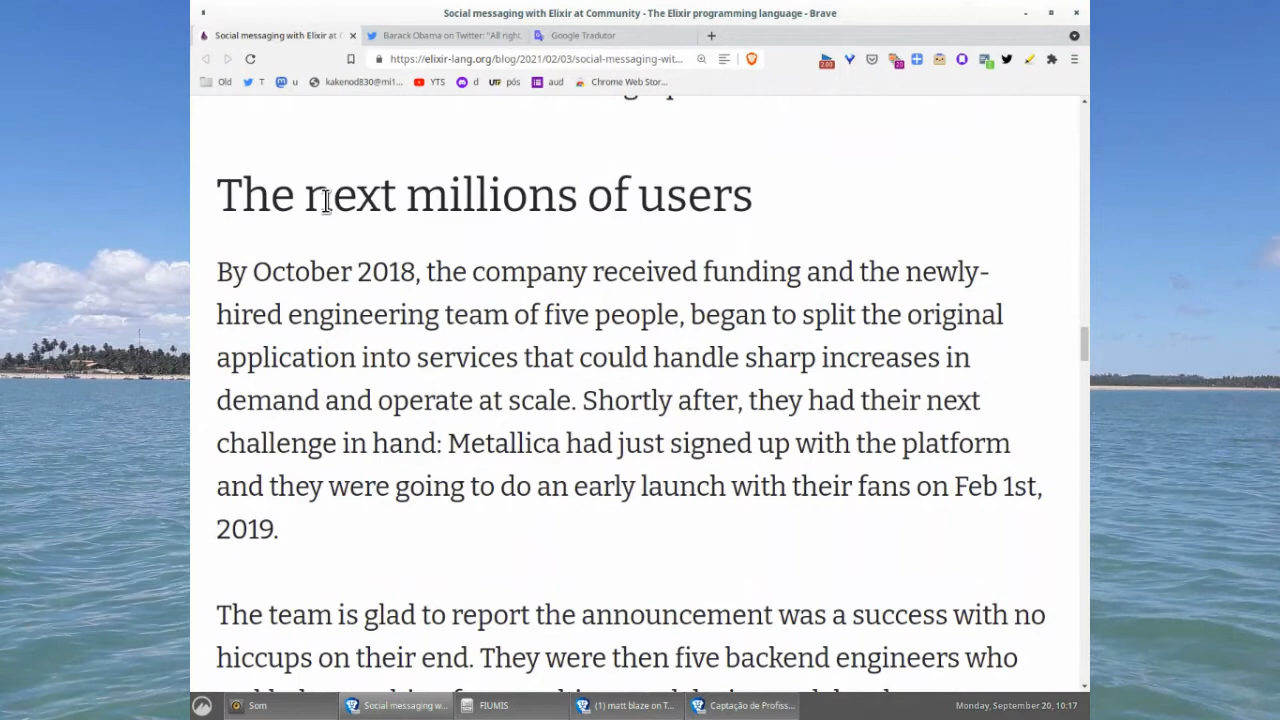 Social messaging with Elixir at Community - The Elixir programming language - Brave
Social messaging with Elixir at C
Barack Obama on Twitter: "All right,
Google Tradutor
https://elixir-lang.org/blog/2021/02/03/social-messaging-wit...
Old
T
u
kakenod830@mi1...
YTS
d
UTF pós
aud
Chrome Web Stor...
The next millions of users
By October 2018, the company received funding and the newly-
hired engineering team of five people, began to split the original
application into services that could handle sharp increases in
demand and operate at scale. Shortly after, they had their next
challenge in hand: Metallica had just signed up with the platform
and they were going to do an early launch with their fans on Feb 1st,
2019.
The team is glad to report the announcement was a success with no
hiccups on their end. They were then five backend engineers who
Som
Social messaging w...
FIUMIS
(1) matt blaze on T...
Captação de Profiss...
Monday, September 20, 10:17